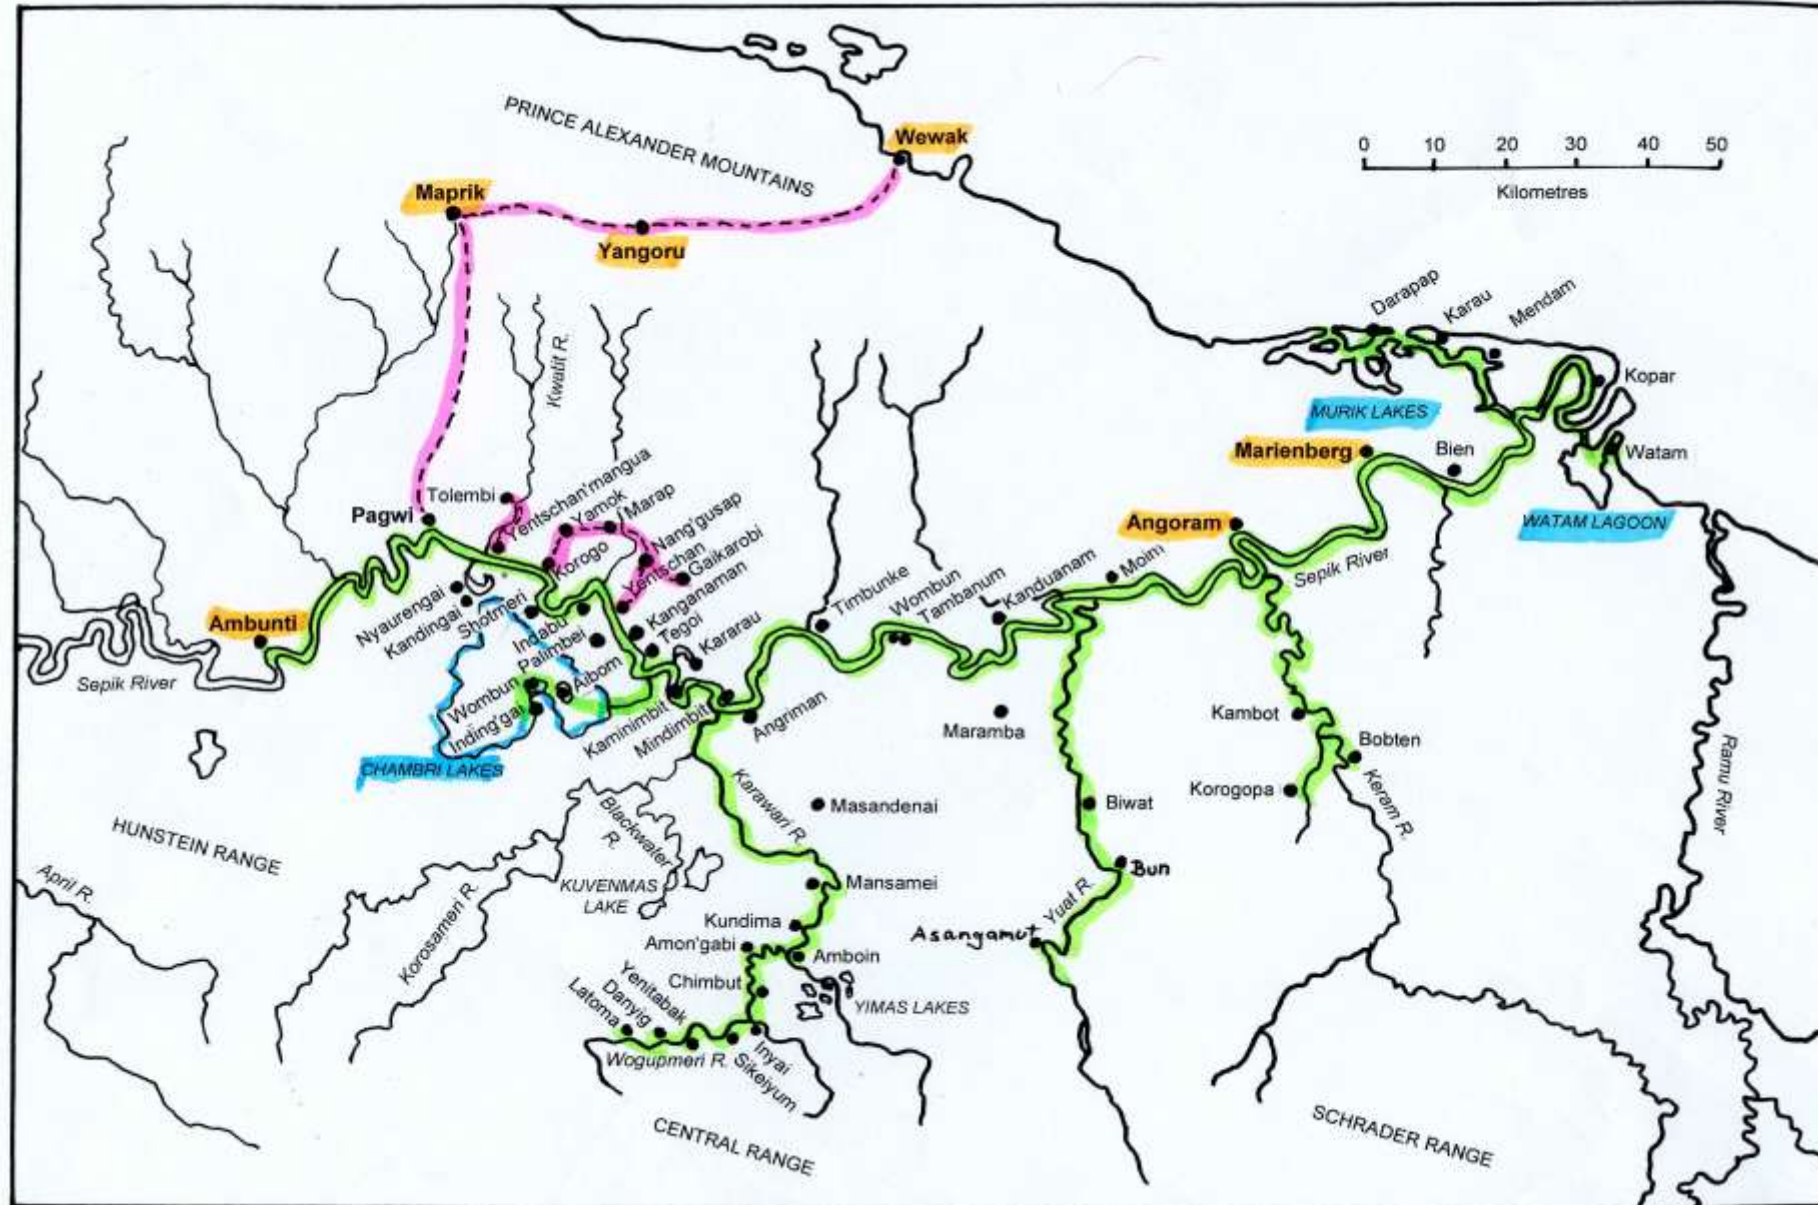 PRINCE ALEXANDER MOUNTAINS
Wewak
0 10 20 30 40 50
Kilometres
Maprik
Yangoru
Kwatit R.
Darapap
Karau
Mendam
Kopar
MURIK LAKES
Marienberg
Bien
Watam
WATAM LAGOON
Angoram
Sepik River
Tolembi
Pagwi
Yentschan'mangua
Yamok
Marap
Nang'gusap
Gaikarobi
Korogo
Yentschan
Kanganaman
Tegoi
Kararau
Nyaurengai
Kandingai
Shotmeri
Indabu
Palimbei
Aibom
Wombun
Inding'gai
Kaminimbit
Mindimbit
Angriman
Timbunke
Wombun
Tambanum
Kanduanam
Moim
Ambunti
Sepik River
CHAMBRI LAKES
Maramba
Kambot
Bobten
Korogopa
Keram R.
Ramu River
Biwat
Bun
Yuat R.
Asangamut
Masandenai
Karawari R.
Blackwater
R.
KUVENMAS
LAKE
HUNSTEIN RANGE
April R.
Korosameri R.
Mansamei
Kundima
Amon'gabi
Amboin
Chimbut
YIMAS LAKES
Yenitabak
Danyig
Latoma
Wogupmeri R.
Inyai
Sikeiyum
CENTRAL RANGE
SCHRADER RANGE